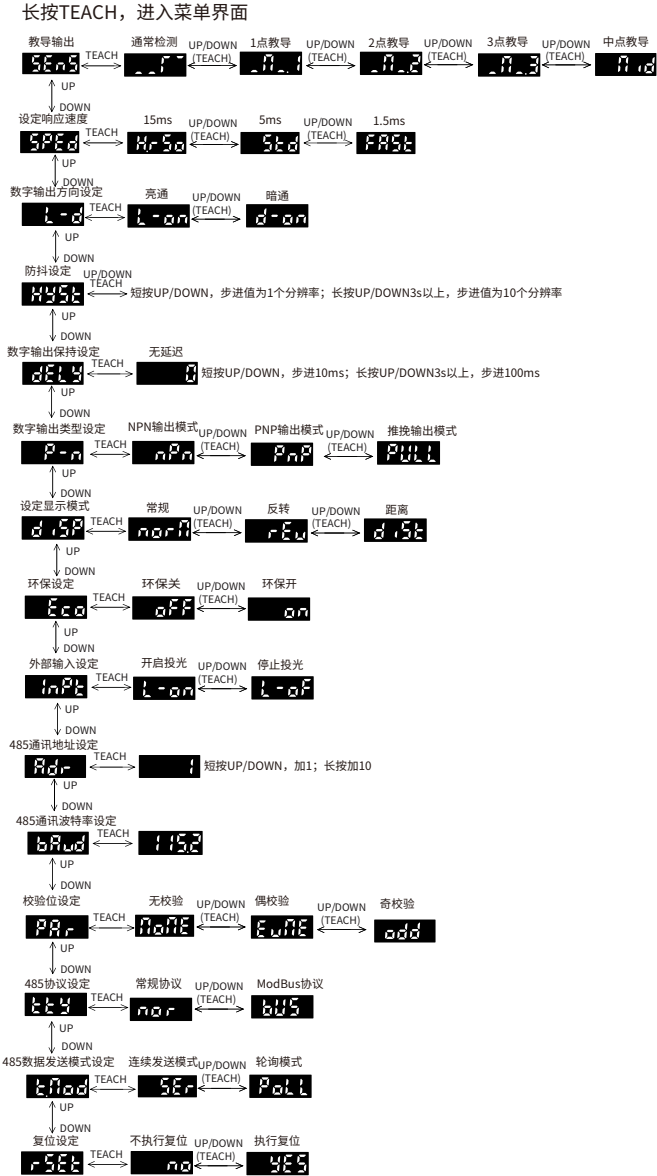 长按TEACH，进入菜单界面
教导输出 TEACH 通常检测 UP/DOWN (TEACH) 1点教导 UP/DOWN (TEACH) 2点教导 UP/DOWN (TEACH) 3点教导 UP/DOWN (TEACH) 中点教导
SEnS
UP
DOWN
设定响应速度 TEACH 15ms UP/DOWN (TEACH) 5ms UP/DOWN (TEACH) 1.5ms
SPEd HrSo Std FASt
UP
DOWN
数字输出方向设定 TEACH 亮通 UP/DOWN (TEACH) 暗通
L-d L-on d-on
UP
DOWN
防抖设定 UP/DOWN TEACH
HYSt 短按UP/DOWN，步进值为1个分辨率；长按UP/DOWN3s以上，步进值为10个分辨率
UP
DOWN
数字输出保持设定 TEACH 无延迟
dELY 0 短按UP/DOWN，步进10ms；长按UP/DOWN3s以上，步进100ms
UP
DOWN
数字输出类型设定 TEACH NPN输出模式 UP/DOWN (TEACH) PNP输出模式 UP/DOWN (TEACH) 推挽输出模式
P-n nPn PnP PULL
UP
DOWN
设定显示模式 TEACH 常规 UP/DOWN (TEACH) 反转 UP/DOWN (TEACH) 距离
diSP norM rEv diSt
UP
DOWN
环保设定 TEACH 环保关 UP/DOWN (TEACH) 环保开
Eco oFF on
UP
DOWN
外部输入设定 TEACH 开启投光 UP/DOWN (TEACH) 停止投光
InPt L-on L-oF
UP
DOWN
485通讯地址设定 TEACH
Adr 1 短按UP/DOWN，加1；长按加10
UP
DOWN
485通讯波特率设定 TEACH
bAud 115.2
UP
DOWN
校验位设定 TEACH 无校验 UP/DOWN (TEACH) 偶校验 UP/DOWN (TEACH) 奇校验
PAr NoNE EvNE odd
UP
DOWN
485协议设定 TEACH 常规协议 UP/DOWN (TEACH) ModBus协议
ttY nor bUS
UP
DOWN
485数据发送模式设定 TEACH 连续发送模式 UP/DOWN (TEACH) 轮询模式
t.Mod SEr PoLL
UP
DOWN
复位设定 TEACH 不执行复位 UP/DOWN (TEACH) 执行复位
rSEt no YES